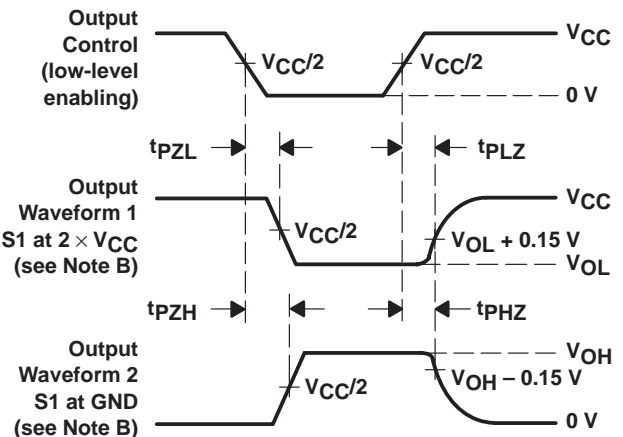 Output
Control
(low-level
enabling)
VCC
VCC/2
VCC/2
0 V
tPZL
tPLZ
Output
Waveform 1
S1 at 2 × VCC
(see Note B)
VCC
VCC/2
VOL + 0.15 V
VOL
tPZH
tPHZ
Output
Waveform 2
S1 at GND
(see Note B)
VOH
VCC/2
VOH – 0.15 V
0 V